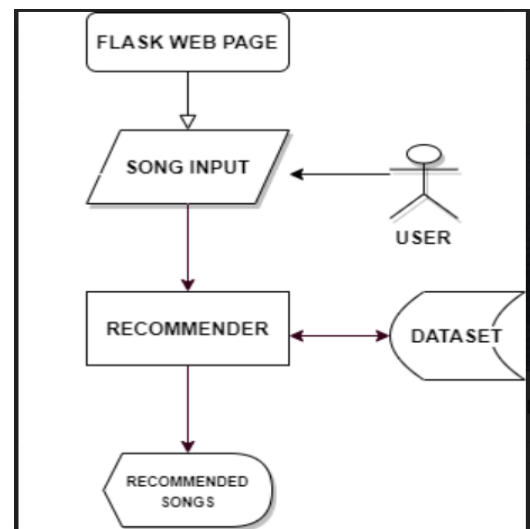 FLASK WEB PAGE
SONG INPUT
USER
RECOMMENDER
DATASET
RECOMMENDED
SONGS